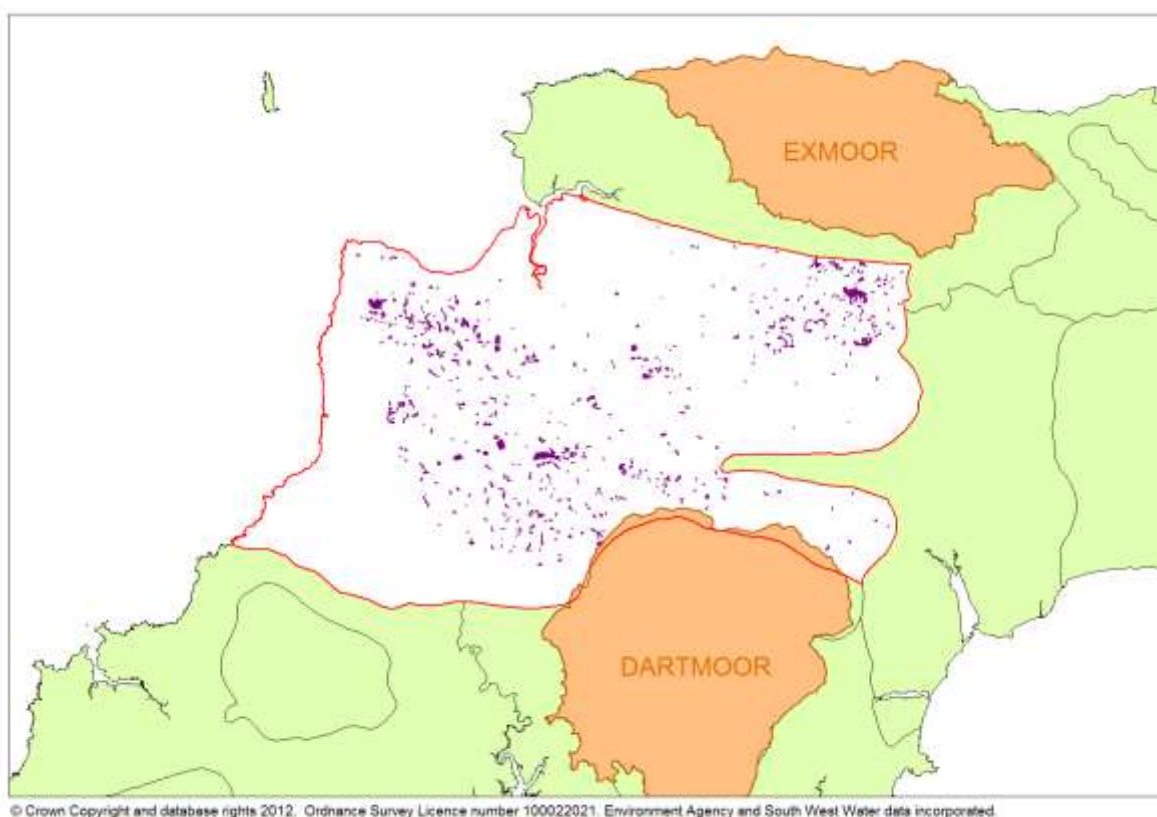 EXMOOR
DARTMOOR
© Crown Copyright and database rights 2012. Ordnance Survey Licence number 100022021. Environment Agency and South West Water data incorporated.